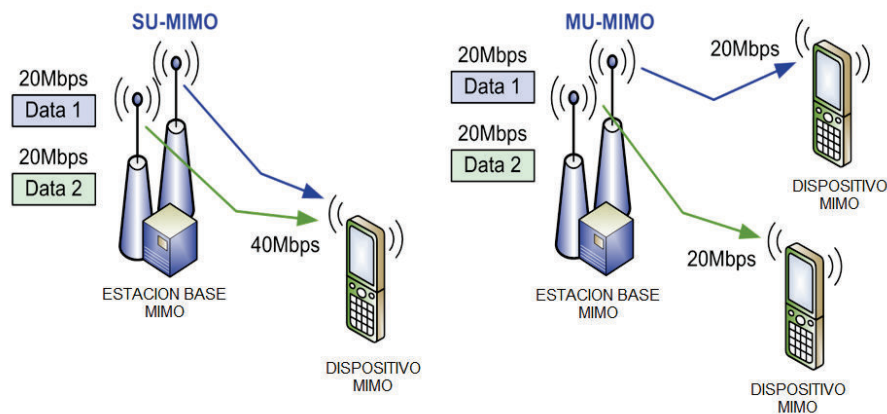 SU-MIMO
20Mbps
Data 1
20Mbps
Data 2
40Mbps
ESTACION BASE
MIMO
DISPOSITIVO
MIMO
MU-MIMO
20Mbps
Data 1
20Mbps
Data 2
20Mbps
DISPOSITIVO
MIMO
20Mbps
ESTACION BASE
MIMO
DISPOSITIVO
MIMO